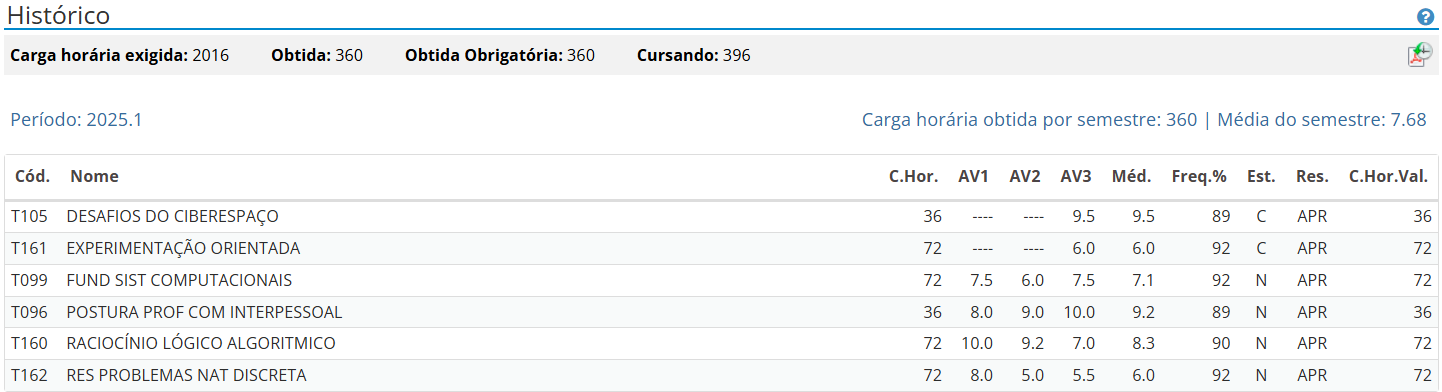 Histórico
Carga horária exigida: 2016 Obtida: 360 Obtida Obrigatória: 360 Cursando: 396
Período: 2025.1 Carga horária obtida por semestre: 360 | Média do semestre: 7.68
Cód. Nome C.Hor. AV1 AV2 AV3 Méd. Freq.% Est. Res. C.Hor.Val.
T105 DESAFIOS DO CIBERESPAÇO 36 ---- ---- 9.5 9.5 89 C APR 36
T161 EXPERIMENTAÇÃO ORIENTADA 72 ---- ---- 6.0 6.0 92 C APR 72
T099 FUND SIST COMPUTACIONAIS 72 7.5 6.0 7.5 7.1 92 N APR 72
T096 POSTURA PROF COM INTERPESSOAL 36 8.0 9.0 10.0 9.2 89 N APR 36
T160 RACIOCÍNIO LÓGICO ALGORITMICO 72 10.0 9.2 7.0 8.3 90 N APR 72
T162 RES PROBLEMAS NAT DISCRETA 72 8.0 5.0 5.5 6.0 92 N APR 72